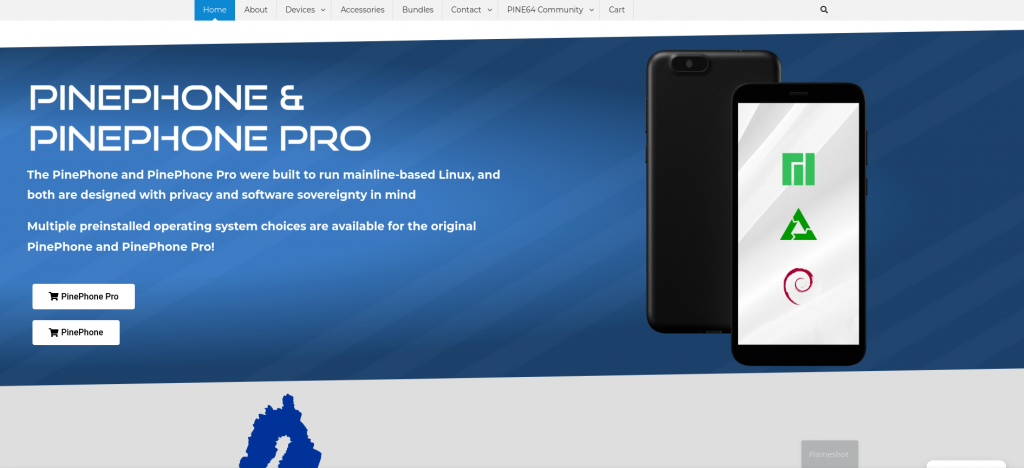 Home About Devices Accessories Bundles Contact PINE64 Community Cart
PINEPHONE &
PINEPHONE PRO
The PinePhone and PinePhone Pro were built to run mainline-based Linux, and
both are designed with privacy and software sovereignty in mind
Multiple preinstalled operating system choices are available for the original
PinePhone and PinePhone Pro!
PinePhone Pro
PinePhone
Flameshot